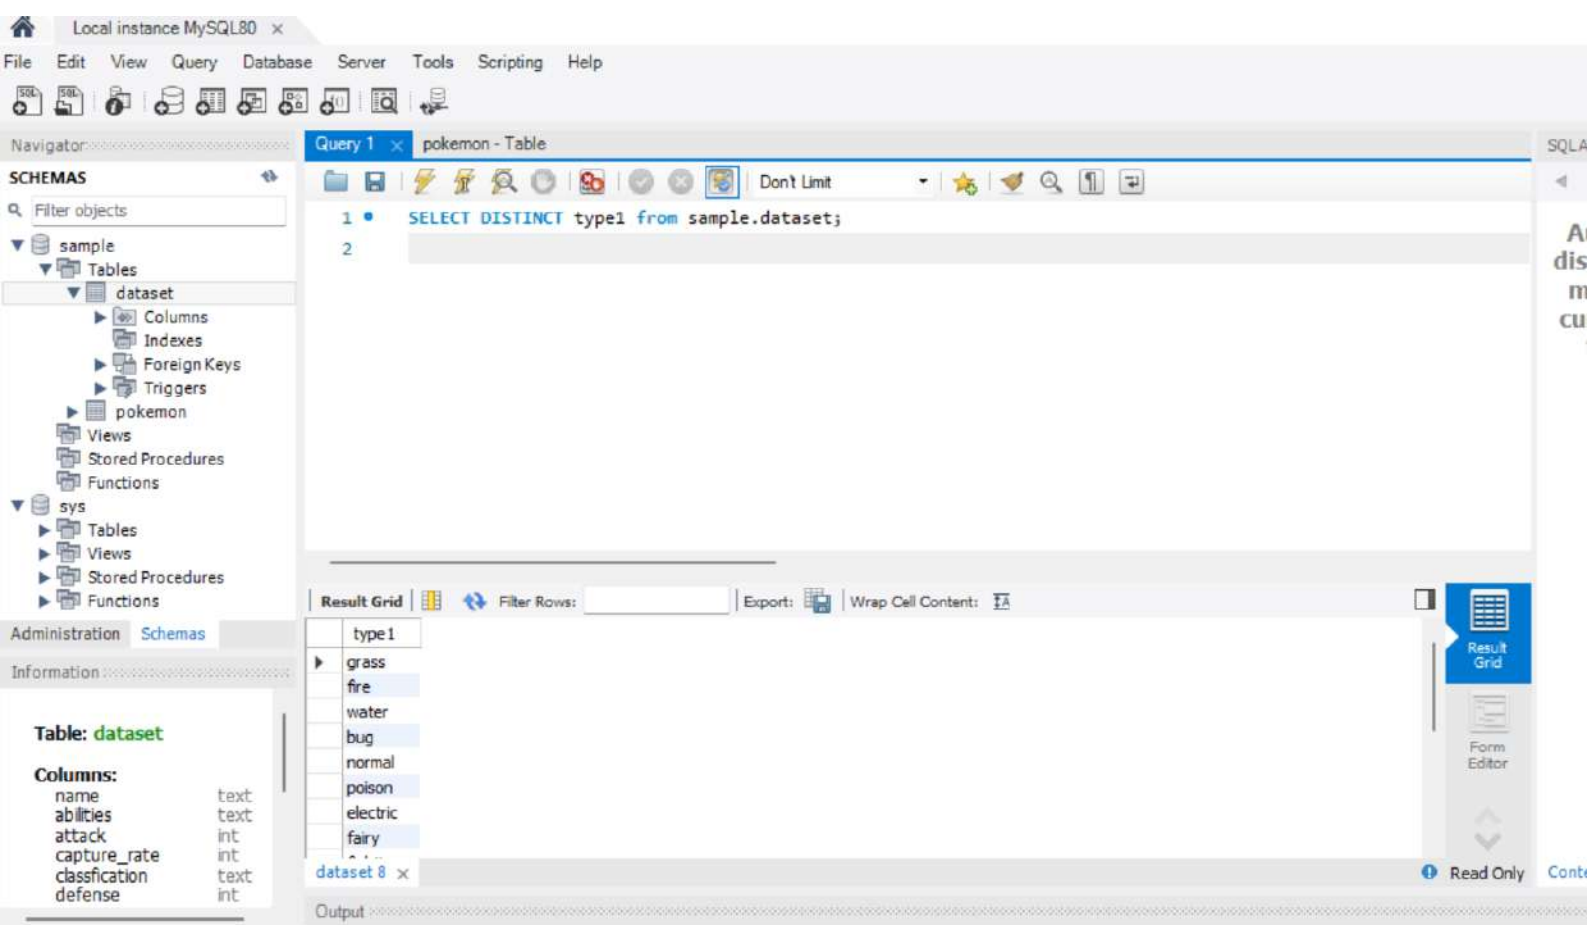 Local instance MySQL80 ×
File Edit View Query Database Server Tools Scripting Help
Navigator
SCHEMAS
Filter objects
sample
Tables
dataset
Columns
Indexes
Foreign Keys
Triggers
pokemon
Views
Stored Procedures
Functions
sys
Tables
Views
Stored Procedures
Functions
Administration Schemas
Information
Table: dataset
Columns:
name text
abilities text
attack int
capture_rate int
classfication text
defense int
Query 1 × pokemon - Table
Don't Limit
1 SELECT DISTINCT type1 from sample.dataset;
2
Result Grid Filter Rows: Export: Wrap Cell Content:
type1
grass
fire
water
bug
normal
poison
electric
fairy
Result
Grid
Form
Editor
dataset 8 × Read Only
Output
SQLA
dis
m
cu
Conte